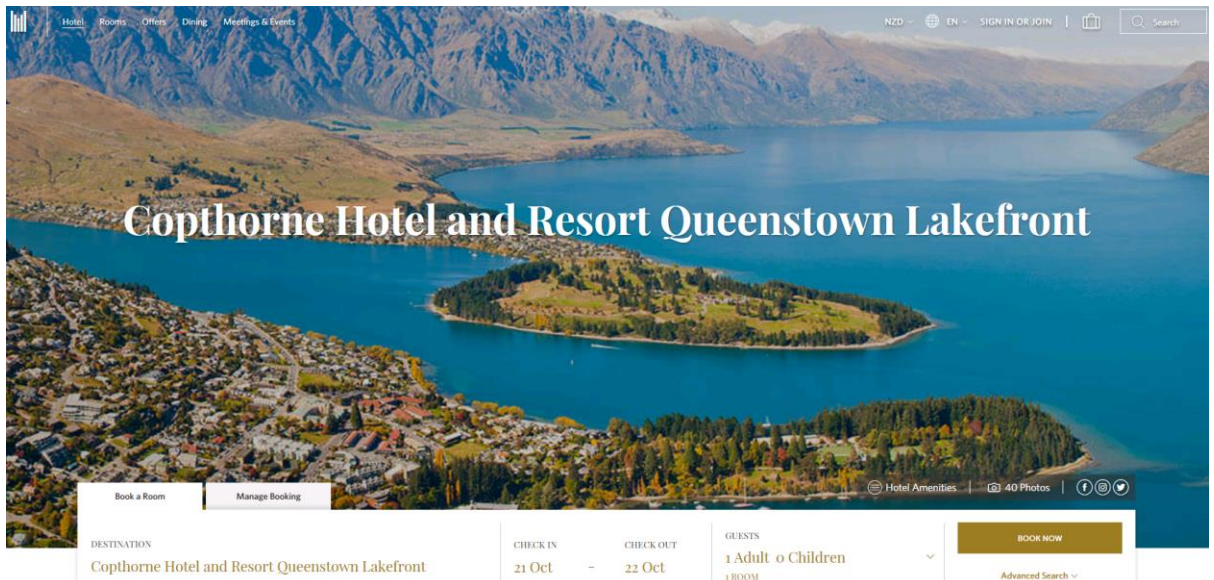 Hotel Rooms Offers Dining Meetings & Events NZD EN SIGN IN OR JOIN Search
Copthorne Hotel and Resort Queenstown Lakefront
Hotel Amenities 40 Photos
Book a Room Manage Booking
DESTINATION
Copthorne Hotel and Resort Queenstown Lakefront
CHECK IN
21 Oct
-
CHECK OUT
22 Oct
GUESTS
1 Adult 0 Children
1 ROOM
BOOK NOW
Advanced Search